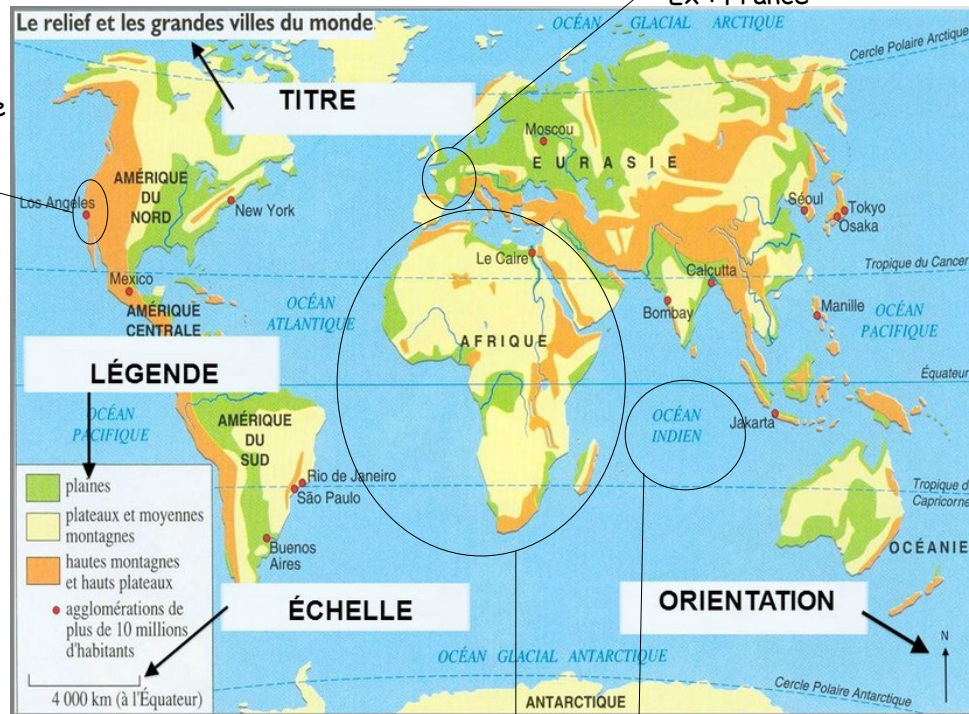 Ex : France
Le relief et les grandes villes du monde
OCÉAN GLACIAL ARCTIQUE
Cercle Polaire Arctique
TITRE
e
Moscou
EURASIE
AMÉRIQUE
DU
NORD
Los Angeles
New York
Séoul
Tokyo
Osaka
Le Caire
Tropique du Cancer
Calcutta
Mexico
AMÉRIQUE
CENTRALE
OCÉAN
ATLANTIQUE
Bombay
Manille
OCÉAN
PACIFIQUE
AFRIQUE
LÉGENDE
Équateur
OCÉAN
PACIFIQUE
AMÉRIQUE
DU
SUD
OCÉAN
INDIEN
Jakarta
Rio de Janeiro
São Paulo
Tropique d
Capricorne
plaines
plateaux et moyennes
montagnes
hautes montagnes
et hauts plateaux
Buenos
Aires
OCÉANIE
agglomérations de
plus de 10 millions
d'habitants
ÉCHELLE
ORIENTATION
N
OCÉAN GLACIAL ANTARCTIQUE
4 000 km (à l'Équateur)
ANTARCTIQUE
Cercle Polaire Antarctique